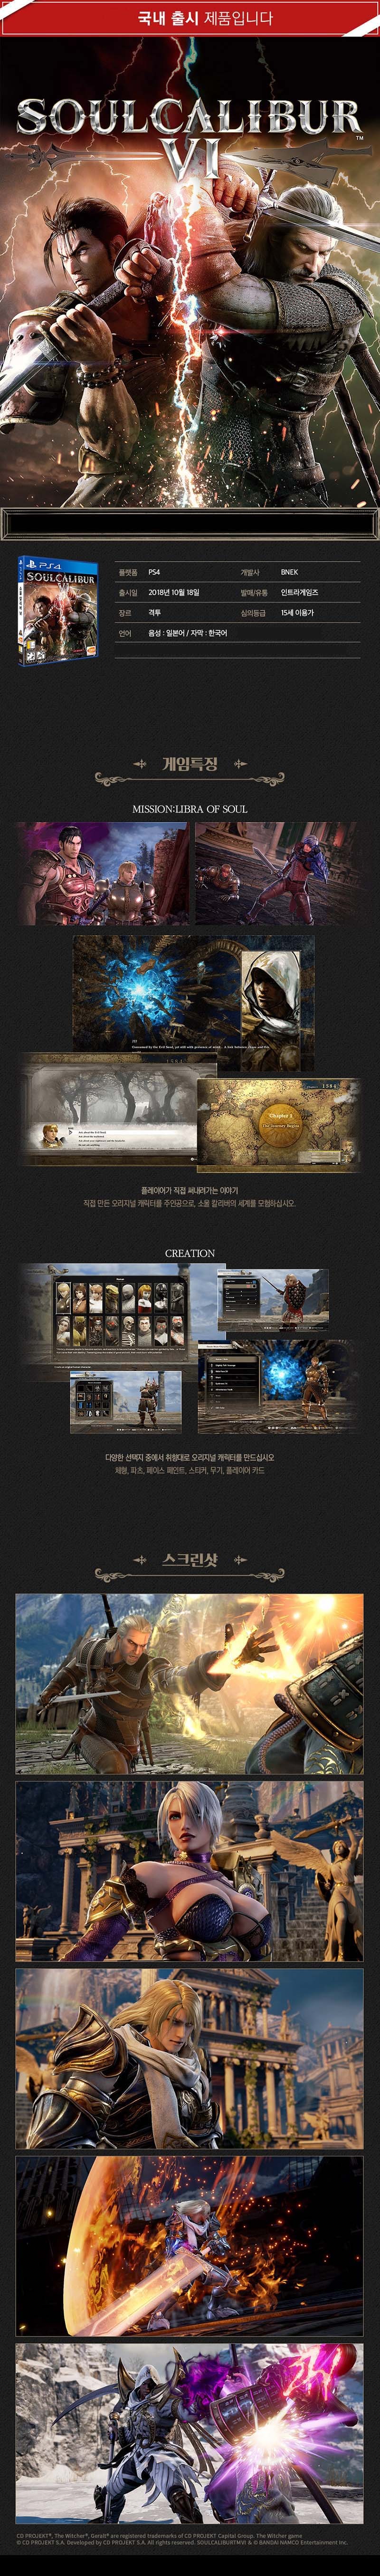 국내 출시 제품입니다
SOULCALIBUR
TM
VI
PS4
SOULCALIBUR
VI
플랫폼 PS4 개발사 BNEK
출시일 2018년 10월 18일 발매/유통 인트라게임즈
장르 격투 심의등급 15세 이용가
언어 음성 : 일본어 / 자막 : 한국어
게임특징
MISSION:LIBRA OF SOUL
1584
Chapter 1
The Journey Begins
플레이어가 직접 써내려가는 이야기
직접 만든 오리지널 캐릭터를 주인공으로, 소울 칼리버의 세계를 모험하십시오.
CREATION
다양한 선택지 중에서 취향대로 오리지널 캐릭터를 만드십시오
체형, 파츠, 페이스 페인트, 스티커, 무기, 플레이어 카드
스크린샷
CD PROJEKT®, The Witcher®, Geralt® are registered trademarks of CD PROJEKT Capital Group. The Witcher game
© CD PROJEKT S.A. Developed by CD PROJEKT S.A. All rights reserved. SOULCALIBUR™VI & © BANDAI NAMCO Entertainment Inc.